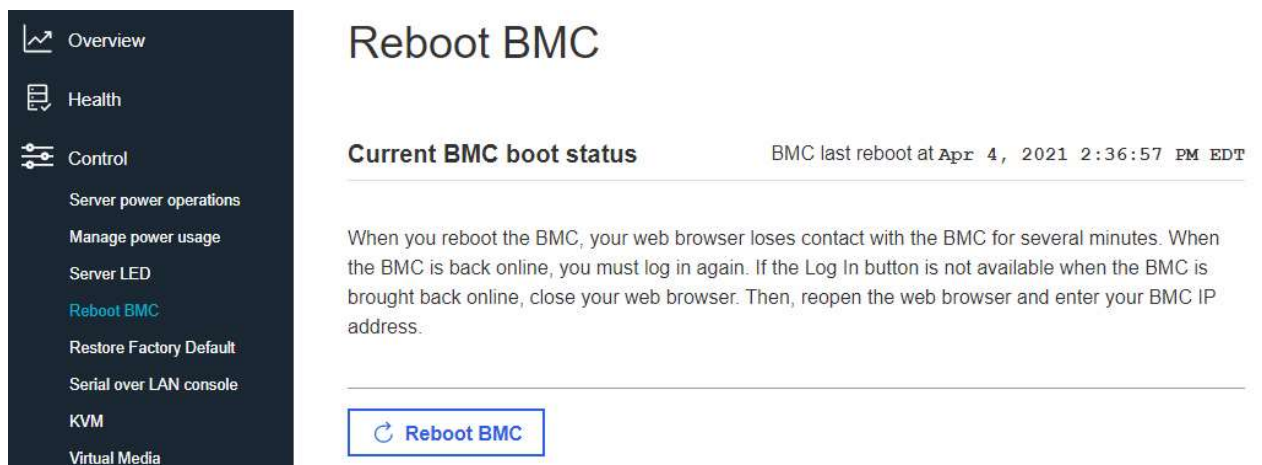 Overview
Health
Control
Server power operations
Manage power usage
Server LED
Reboot BMC
Restore Factory Default
Serial over LAN console
KVM
Virtual Media
Reboot BMC
Current BMC boot status
BMC last reboot at Apr 4, 2021 2:36:57 PM EDT
When you reboot the BMC, your web browser loses contact with the BMC for several minutes. When
the BMC is back online, you must log in again. If the Log In button is not available when the BMC is
brought back online, close your web browser. Then, reopen the web browser and enter your BMC IP
address.
Reboot BMC